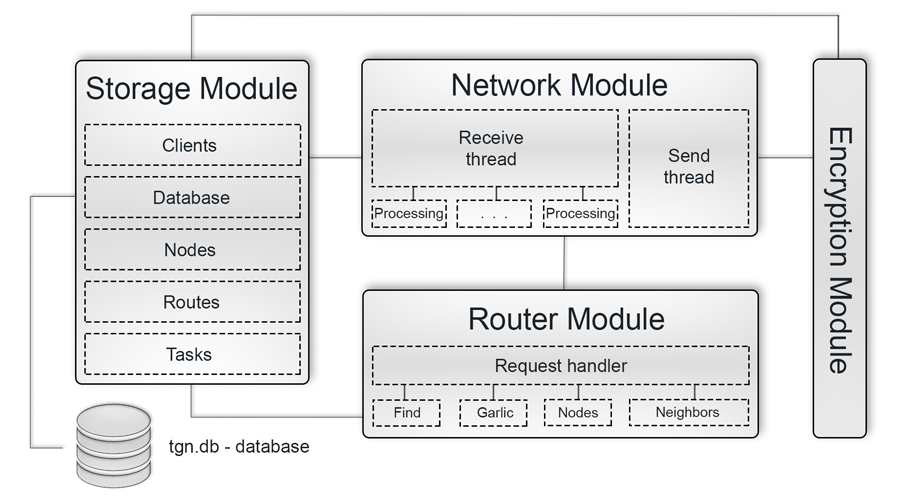 Storage Module
Clients
Database
Nodes
Routes
Tasks
tgn.db - database
Network Module
Receive
thread
Processing
. . .
Processing
Send
thread
Router Module
Request handler
Find
Garlic
Nodes
Neighbors
Encryption Module